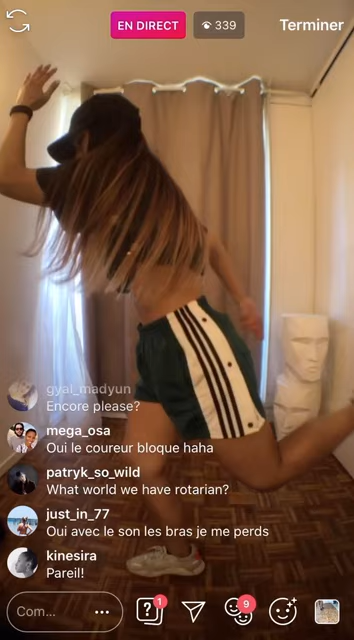 EN DIRECT
339
Terminer
gyal_madyun
Encore please?
mega_osa
Oui le coureur bloque haha
patryk_so_wild
What world we have rotarian?
just_in_77
Oui avec le son les bras je me perds
kinesira
Pareil!
Com...
1
9